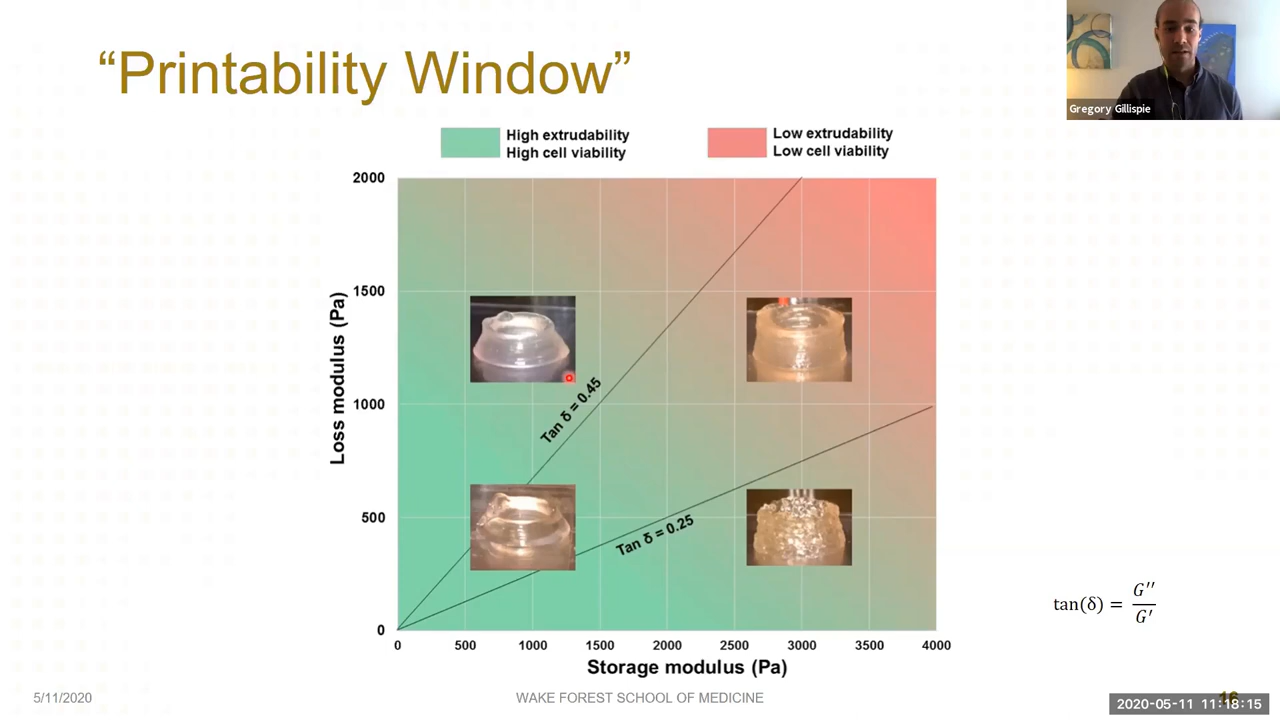 “Printability Window”
Gregory Gillispie
High extrudability
High cell viability
Low extrudability
Low cell viability
Loss modulus (Pa)
2000
1500
1000
500
0
Tan δ = 0.45
Tan δ = 0.25
0 500 1000 1500 2000 2500 3000 3500 4000
Storage modulus (Pa)
tan(δ) = G′′/G′
5/11/2020
WAKE FOREST SCHOOL OF MEDICINE
16
2020-05-11 11:18:15